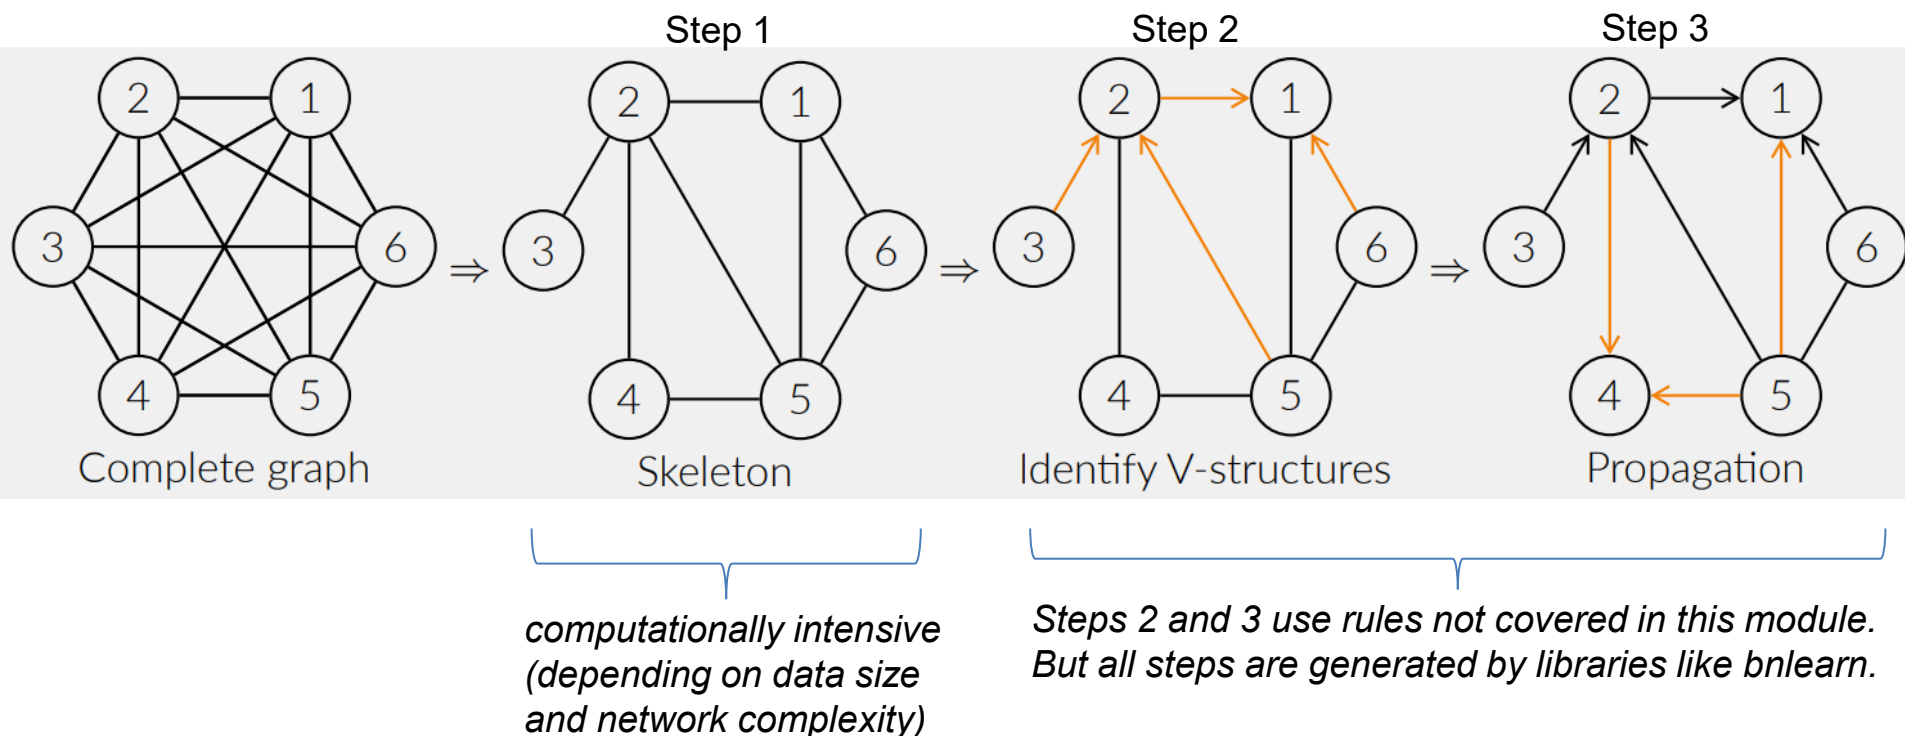 Step 1
Step 2
Step 3
2 1
3 6
4 5
⇒
2 1
3 6
4 5
⇒
2 1
3 6
4 5
⇒
2 1
3 6
4 5
Complete graph
Skeleton
Identify V-structures
Propagation
computationally intensive
(depending on data size
and network complexity)
Steps 2 and 3 use rules not covered in this module.
But all steps are generated by libraries like bnlearn.